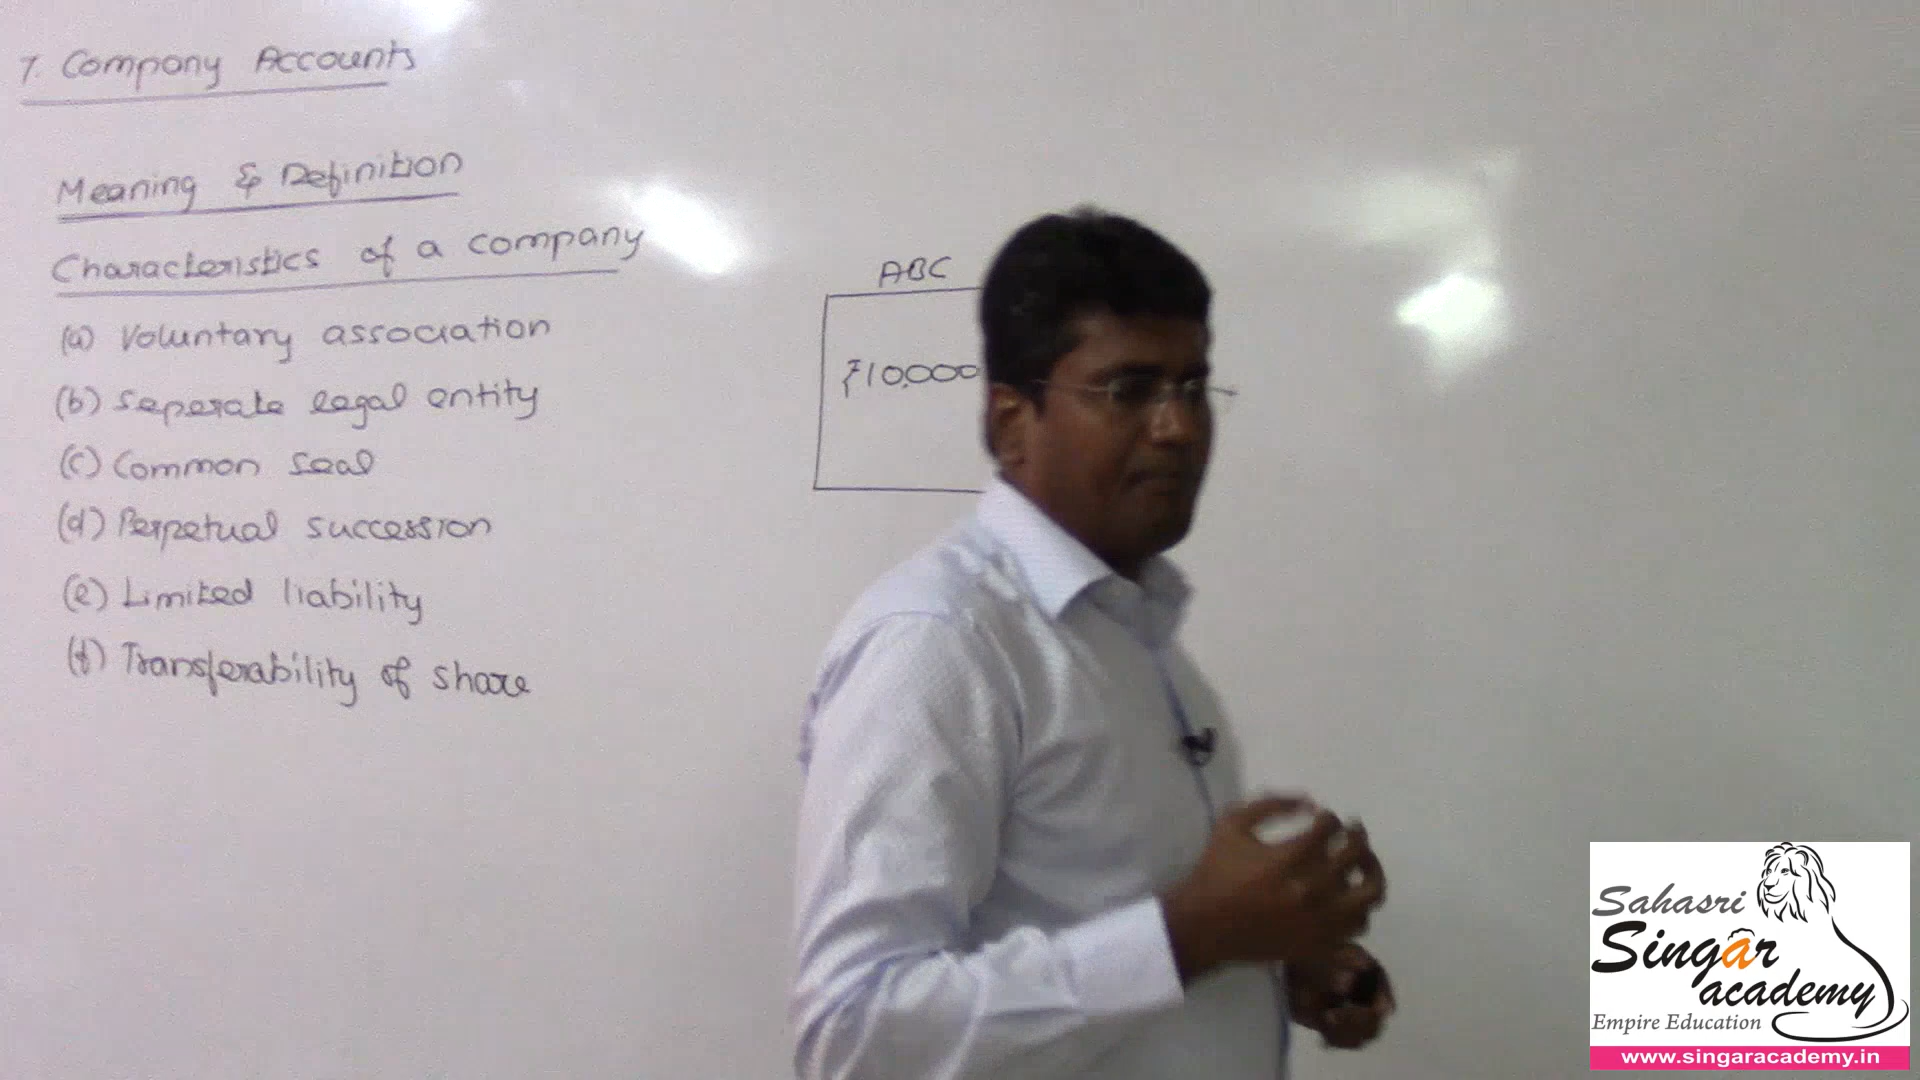 7. Company Accounts
Meaning & Definition
Characteristics of a company
(a) Voluntary association
(b) Seperate legal entity
(c) Common seal
(d) Perpetual succession
(e) Limited liability
(f) Transferability of share
ABC
₹10,000
Sahasri
Singar
academy
Empire Education
www.singaracademy.in